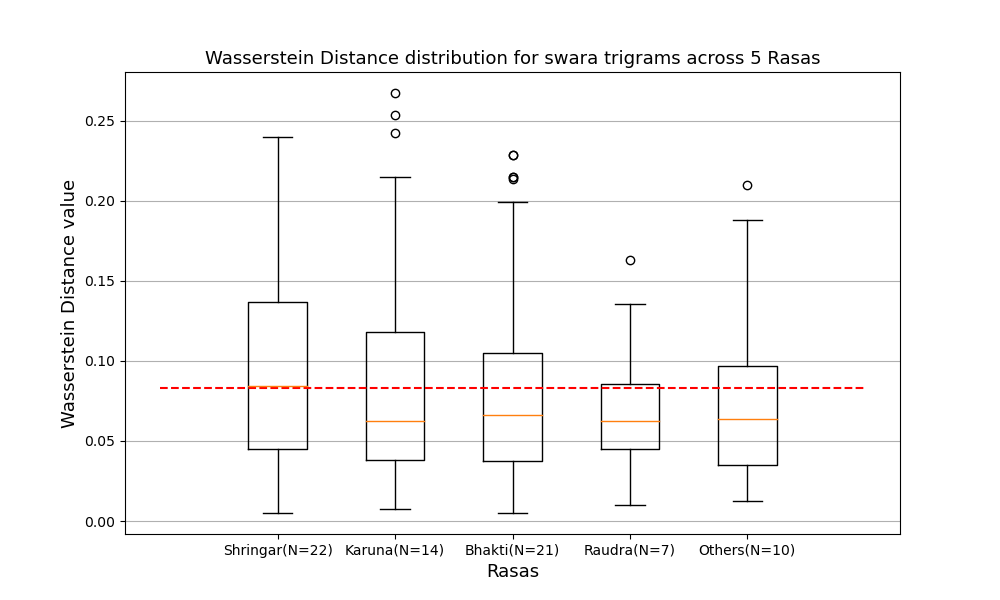 Wasserstein Distance distribution for swara trigrams across 5 Rasas
Wasserstein Distance value
0.25
0.20
0.15
0.10
0.05
0.00
Shringar(N=22) Karuna(N=14) Bhakti(N=21) Raudra(N=7) Others(N=10)
Rasas